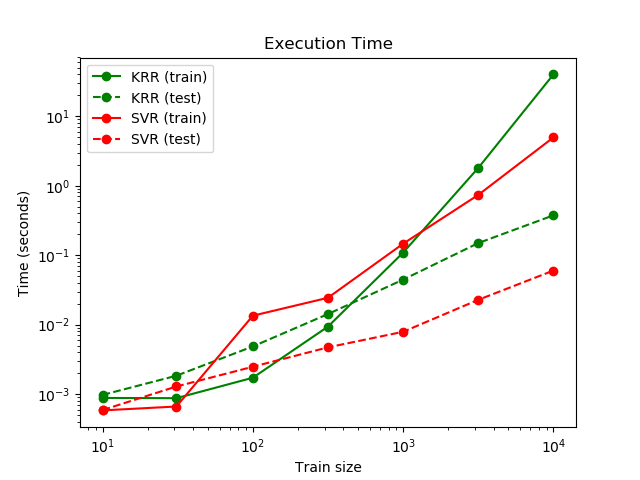 Execution Time
KRR (train)
KRR (test)
SVR (train)
SVR (test)
10¹
10⁰
10⁻¹
10⁻²
10⁻³
Time (seconds)
10¹
10²
10³
10⁴
Train size